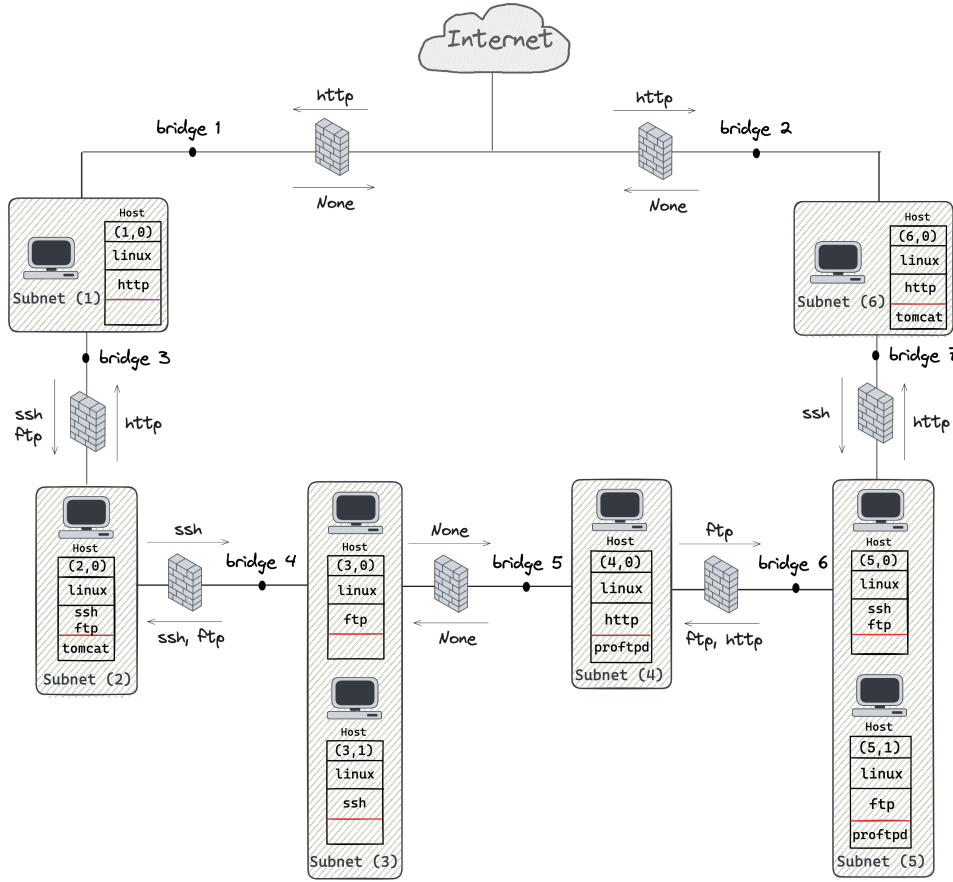 Internet
http
http
bridge 1
bridge 2
None
None
Host
(1,0)
linux
http
Subnet (1)
Host
(6,0)
linux
http
tomcat
Subnet (6)
bridge 3
ssh
ftp
http
bridge 7
ssh
http
Host
(2,0)
linux
ssh
ftp
tomcat
Subnet (2)
ssh
bridge 4
ssh, ftp
Host
(3,0)
linux
ftp
Host
(3,1)
linux
ssh
Subnet (3)
None
bridge 5
None
Host
(4,0)
linux
http
proftpd
Subnet (4)
ftp
bridge 6
ftp, http
Host
(5,0)
linux
ssh
ftp
Host
(5,1)
linux
ftp
proftpd
Subnet (5)